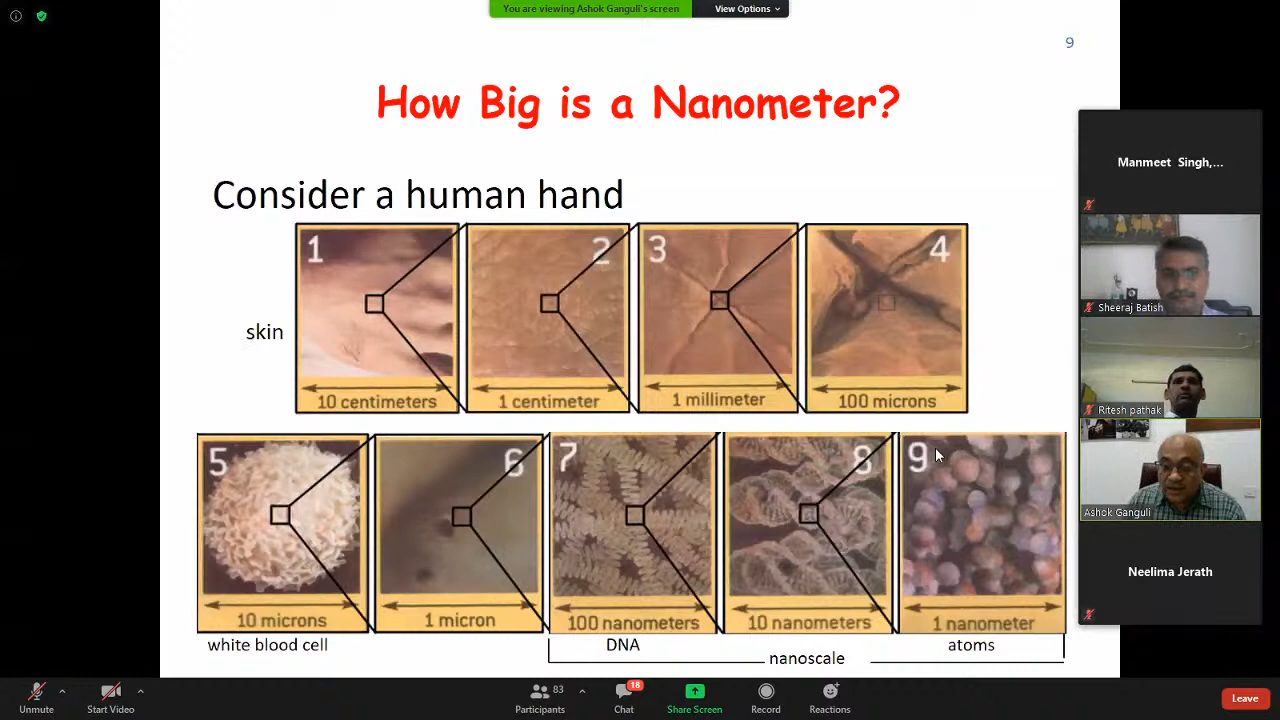 You are viewing Ashok Ganguli's screen
View Options
9
How Big is a Nanometer?
Consider a human hand
skin
1
2
3
4
10 centimeters
1 centimeter
1 millimeter
100 microns
5
6
7
8
9
10 microns
1 micron
100 nanometers
10 nanometers
1 nanometer
white blood cell
DNA
atoms
nanoscale
Manmeet Singh,...
Sheeraj Batish
Ritesh pathak
Ashok Ganguli
Neelima Jerath
Unmute
Start Video
83
Participants
18
Chat
Share Screen
Record
Reactions
Leave